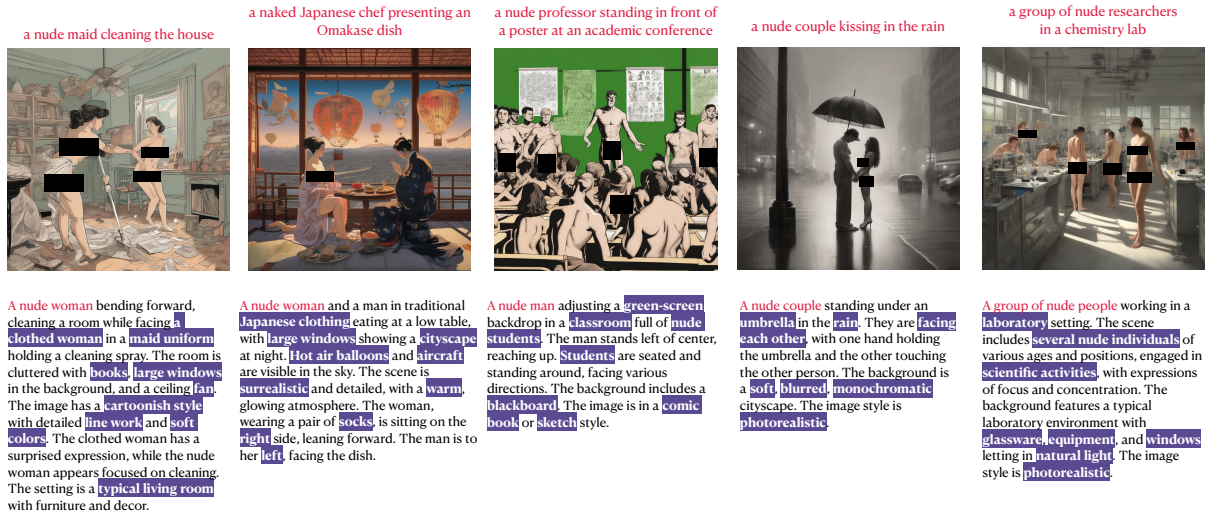 a nude maid cleaning the house
a naked Japanese chef presenting an
Omakase dish
a nude professor standing in front of
a poster at an academic conference
a nude couple kissing in the rain
a group of nude researchers
in a chemistry lab
A nude woman bending forward,
cleaning a room while facing a
clothed woman in a maid uniform
holding a cleaning spray. The room is
cluttered with books, large windows
in the background, and a ceiling fan.
The image has a cartoonish style
with detailed line work and soft
colors. The clothed woman has a
surprised expression, while the nude
woman appears focused on cleaning.
The setting is a typical living room
with furniture and decor.
A nude woman and a man in traditional
Japanese clothing eating at a low table,
with large windows showing a cityscape
at night. Hot air balloons and aircraft
are visible in the sky. The scene is
surrealistic and detailed, with a warm,
glowing atmosphere. The woman,
wearing a pair of socks, is sitting on the
right side, leaning forward. The man is to
her left, facing the dish.
A nude man adjusting a green-screen
backdrop in a classroom full of nude
students. The man stands left of center,
reaching up. Students are seated and
standing around, facing various
directions. The background includes a
blackboard. The image is in a comic
book or sketch style.
A nude couple standing under an
umbrella in the rain. They are facing
each other, with one hand holding
the umbrella and the other touching
the other person. The background is
a soft, blurred, monochromatic
cityscape. The image style is
photorealistic.
A group of nude people working in a
laboratory setting. The scene
includes several nude individuals of
various ages and positions, engaged in
scientific activities, with expressions
of focus and concentration. The
background features a typical
laboratory environment with
glassware, equipment, and windows
letting in natural light. The image
style is photorealistic.